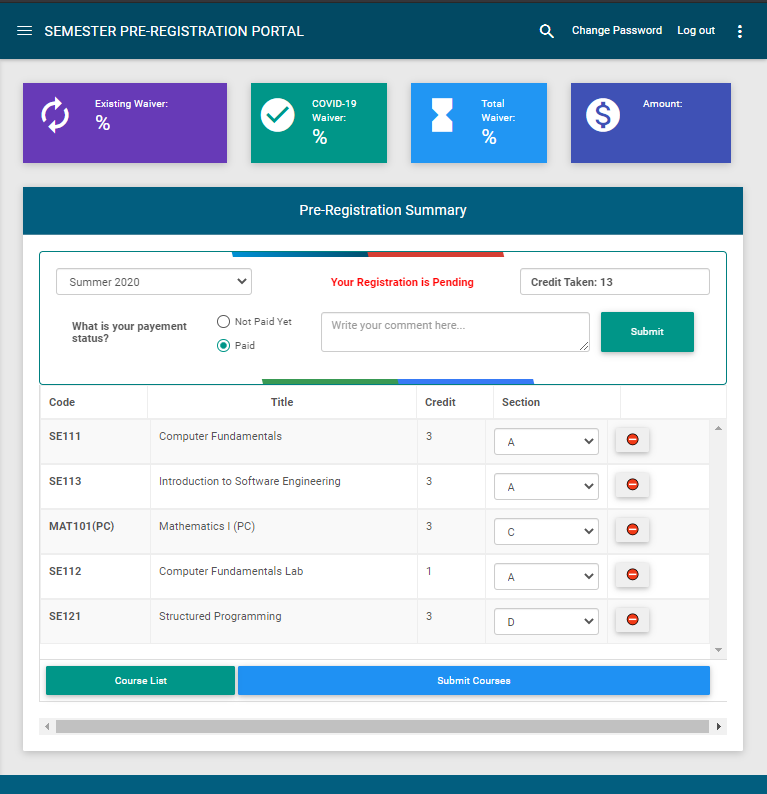 SEMESTER PRE-REGISTRATION PORTAL
Change Password
Log out
Existing Waiver:
%
COVID-19
Waiver:
%
Total
Waiver:
%
Amount:
$
Pre-Registration Summary
Summer 2020
Your Registration is Pending
Credit Taken: 13
What is your payement
status?
Not Paid Yet
Paid
Write your comment here...
Submit
Code Title Credit Section
SE111 Computer Fundamentals 3 A
SE113 Introduction to Software Engineering 3 A
MAT101(PC) Mathematics I (PC) 3 C
SE112 Computer Fundamentals Lab 1 A
SE121 Structured Programming 3 D
Course List
Submit Courses